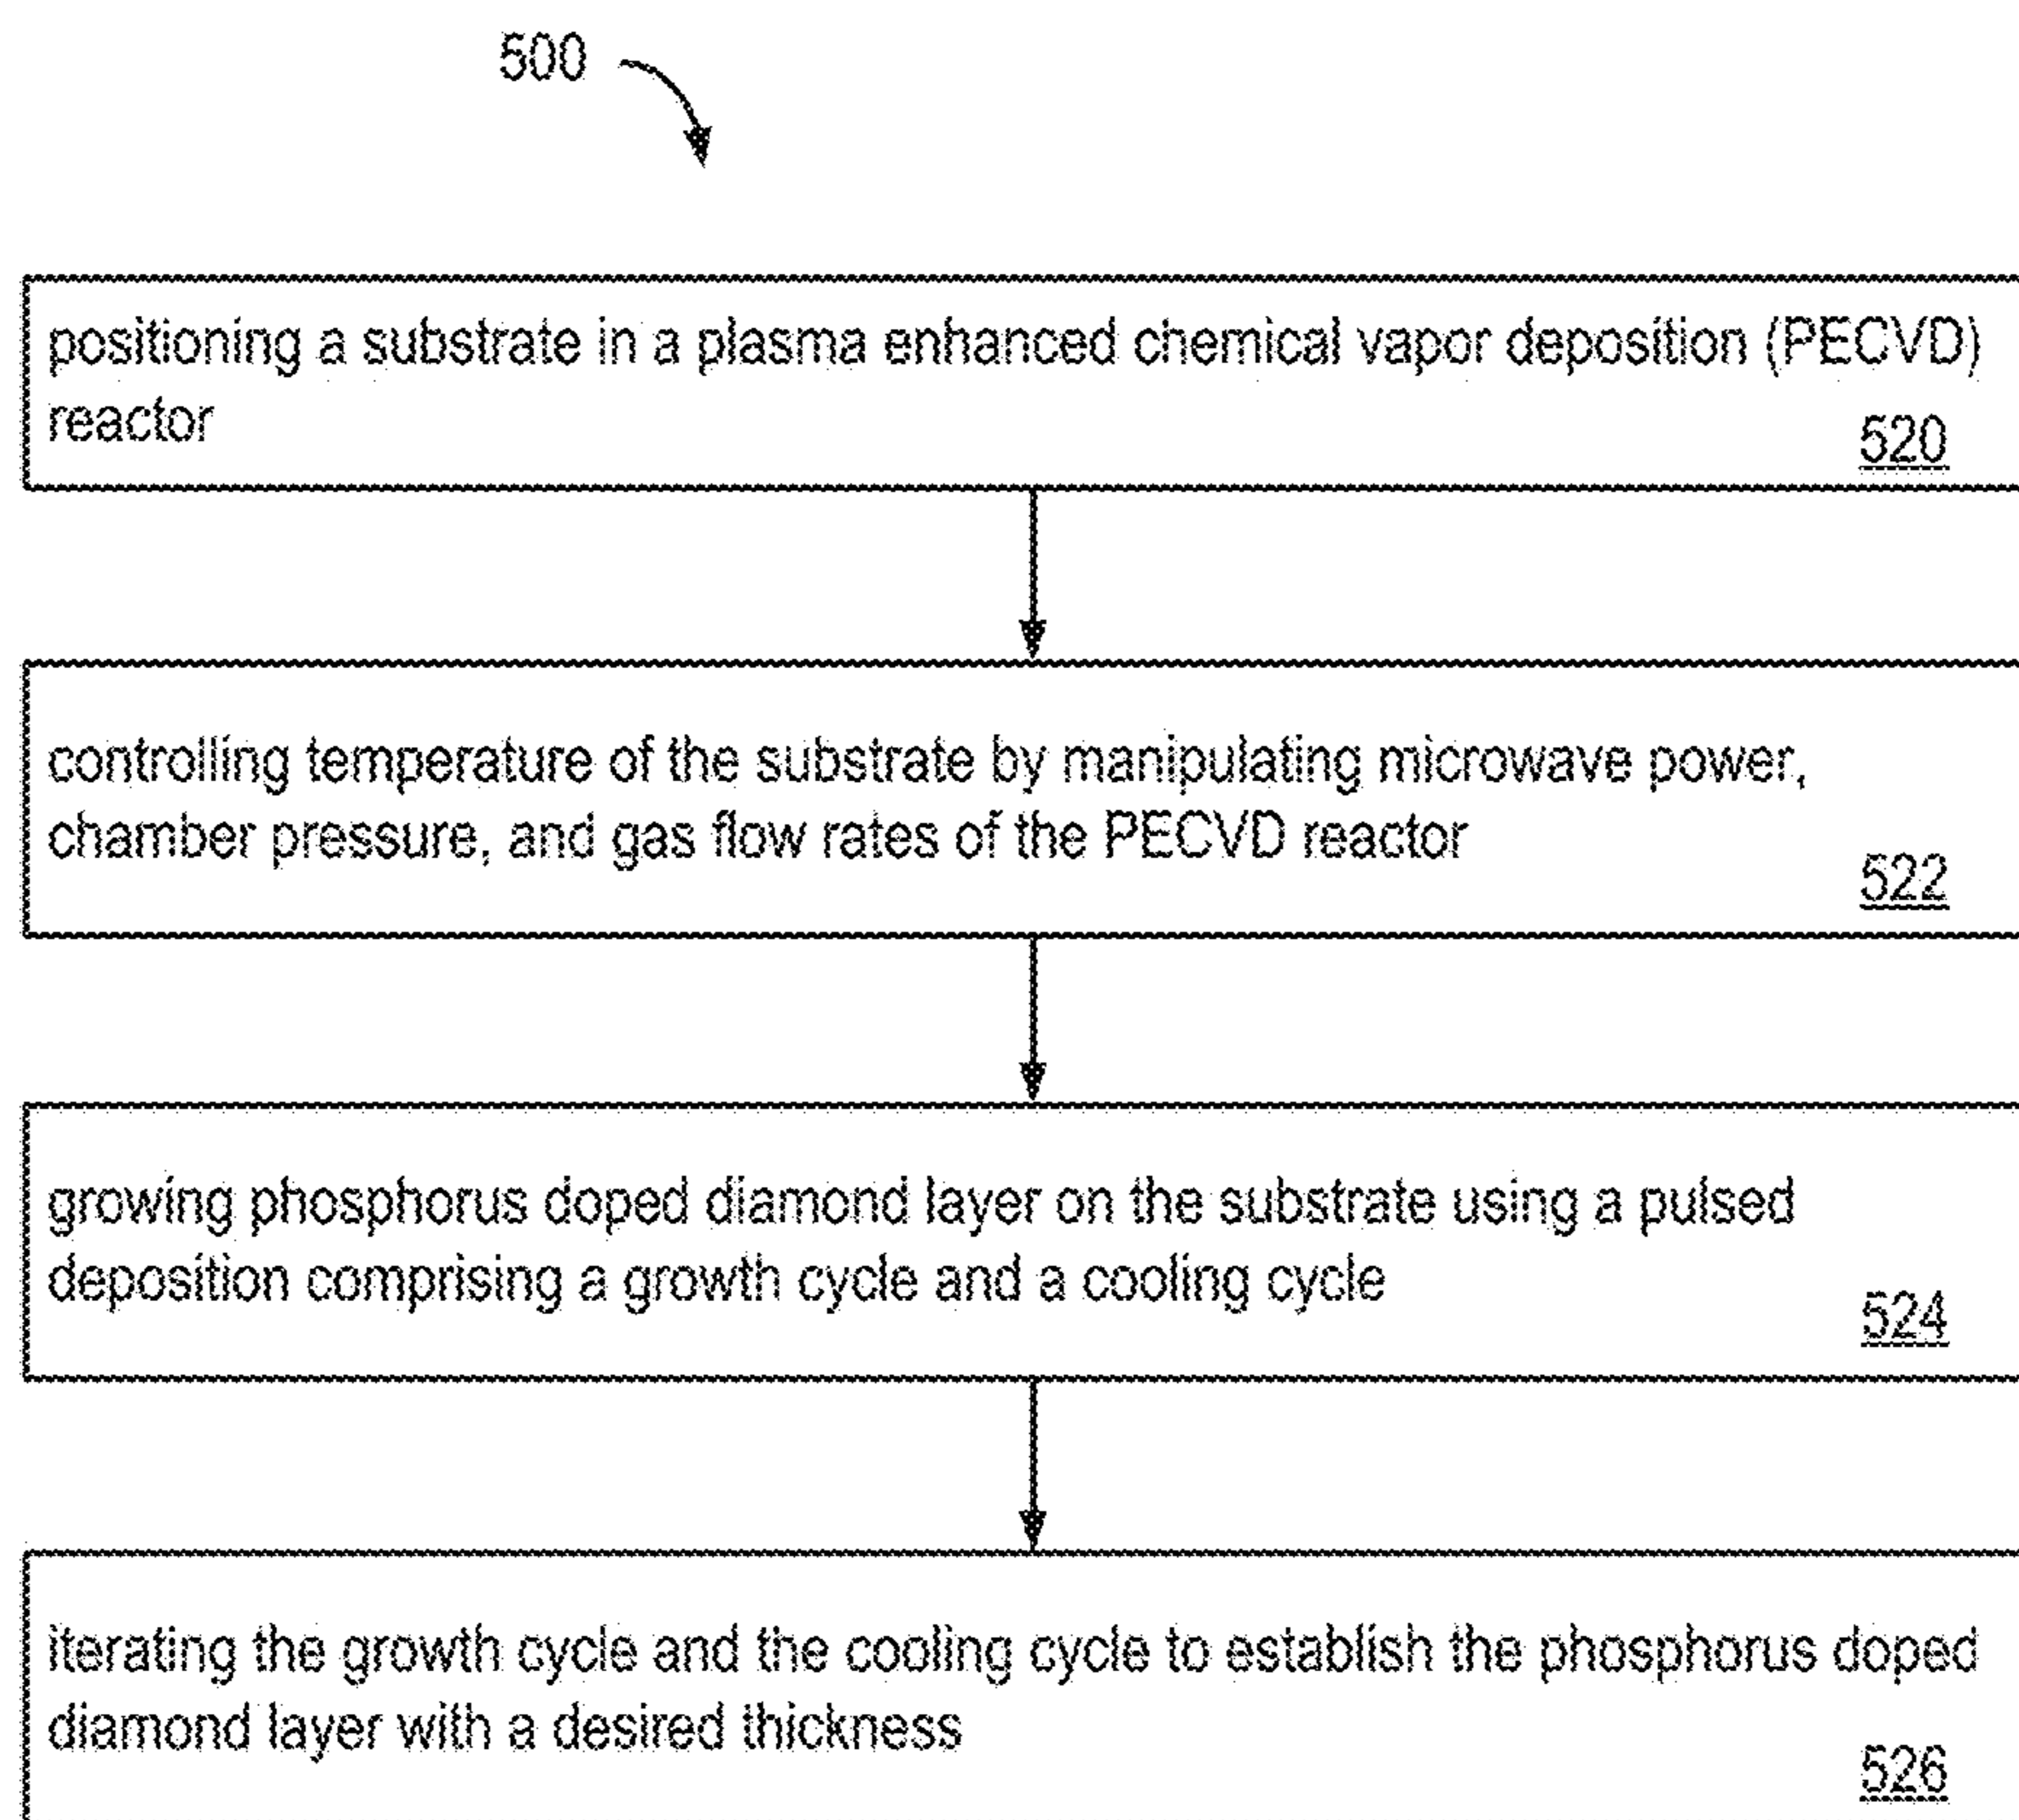 500
positioning a substrate in a plasma enhanced chemical vapor deposition (PECVD)
reactor
520
controlling temperature of the substrate by manipulating microwave power,
chamber pressure, and gas flow rates of the PECVD reactor
522
growing phosphorus doped diamond layer on the substrate using a pulsed
deposition comprising a growth cycle and a cooling cycle
524
iterating the growth cycle and the cooling cycle to establish the phosphorus doped
diamond layer with a desired thickness
526